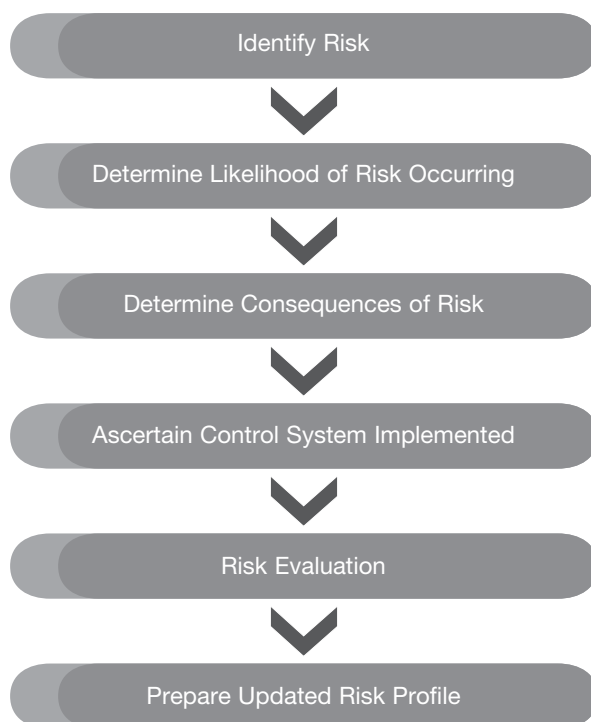 Identify Risk
Determine Likelihood of Risk Occurring
Determine Consequences of Risk
Ascertain Control System Implemented
Risk Evaluation
Prepare Updated Risk Profile